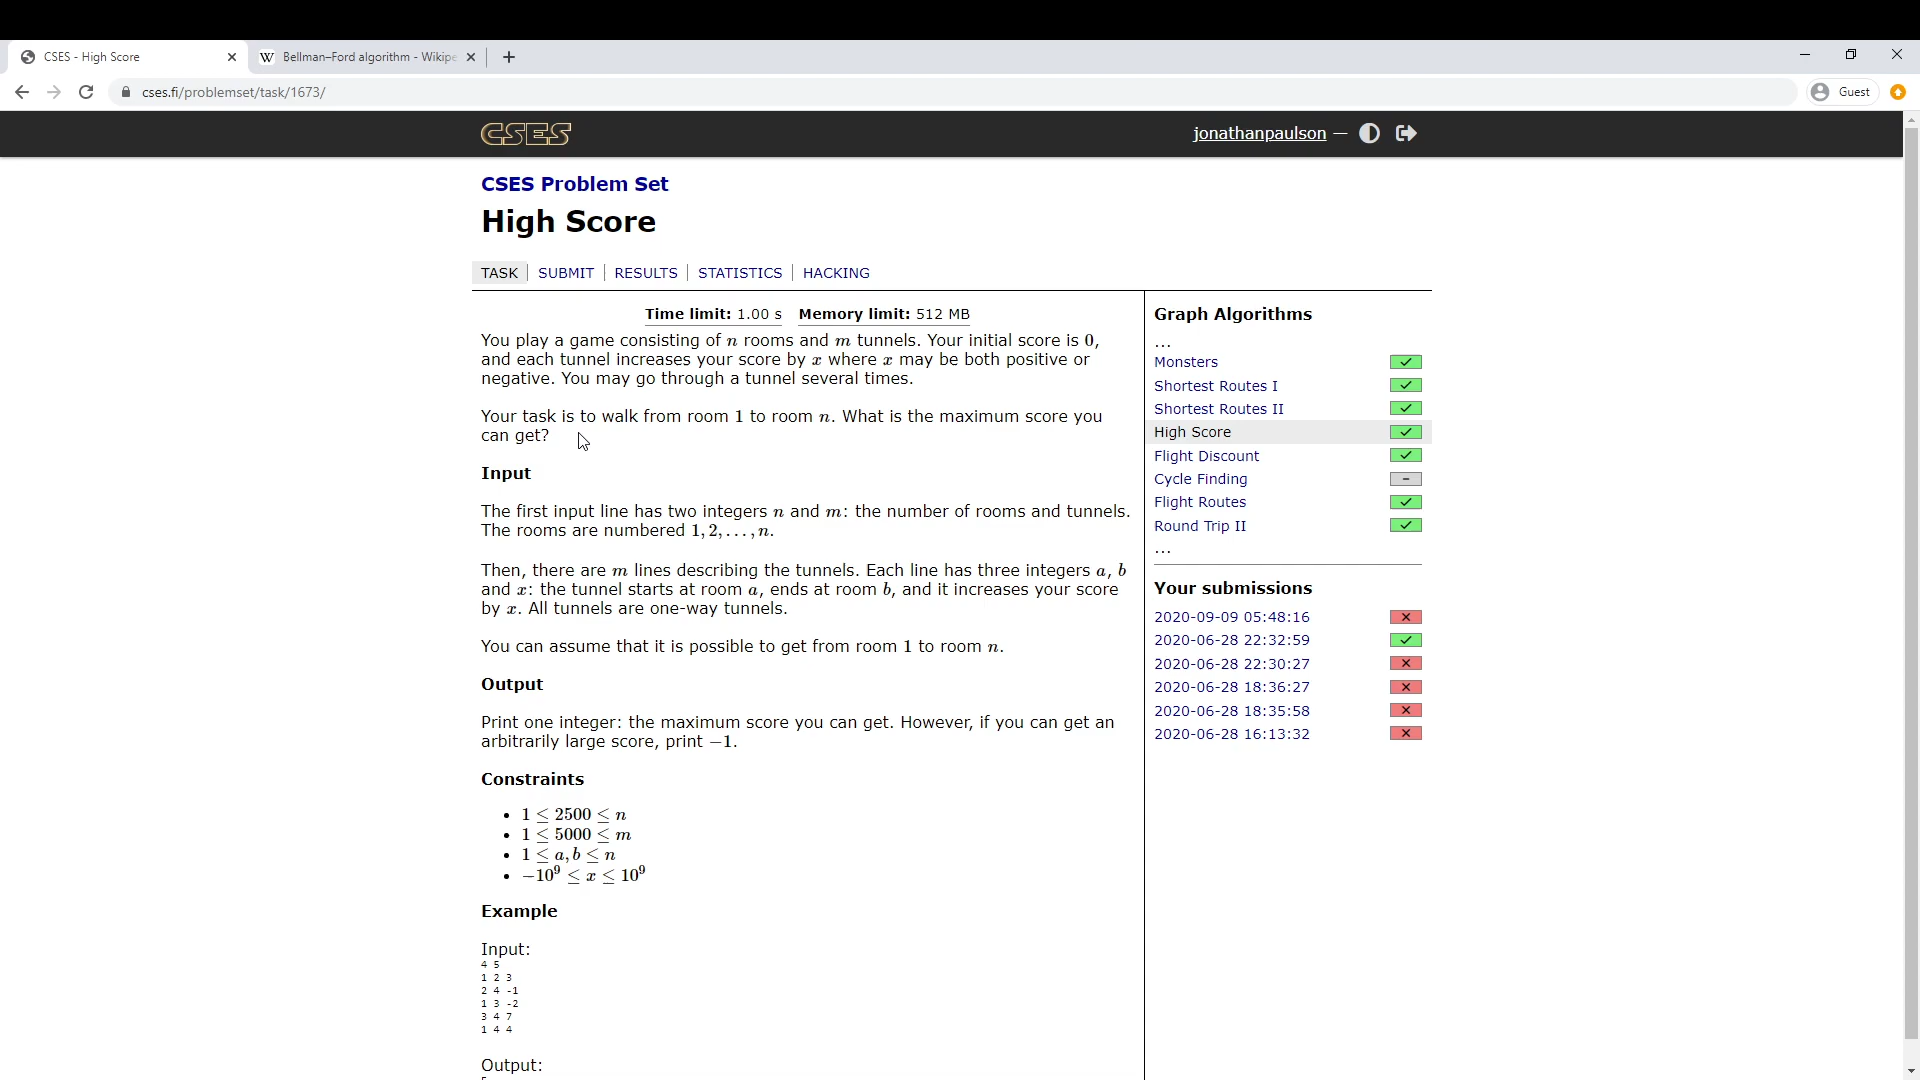 CSES - High Score
Bellman–Ford algorithm - Wikipe
cses.fi/problemset/task/1673/
Guest
CSES
jonathanpaulson —
CSES Problem Set
High Score
TASK
SUBMIT
RESULTS
STATISTICS
HACKING
Time limit: 1.00 s Memory limit: 512 MB
You play a game consisting of n rooms and m tunnels. Your initial score is 0,
and each tunnel increases your score by x where x may be both positive or
negative. You may go through a tunnel several times.
Your task is to walk from room 1 to room n. What is the maximum score you
can get?
Input
The first input line has two integers n and m: the number of rooms and tunnels.
The rooms are numbered 1, 2, . . . , n.
Then, there are m lines describing the tunnels. Each line has three integers a, b
and x: the tunnel starts at room a, ends at room b, and it increases your score
by x. All tunnels are one-way tunnels.
You can assume that it is possible to get from room 1 to room n.
Output
Print one integer: the maximum score you can get. However, if you can get an
arbitrarily large score, print −1.
Constraints
• 1 ≤ 2500 ≤ n
• 1 ≤ 5000 ≤ m
• 1 ≤ a, b ≤ n
• −10⁹ ≤ x ≤ 10⁹
Example
Input:
4 5
1 2 3
2 4 -1
1 3 -2
3 4 7
1 4 4
Output:
Graph Algorithms
...
Monsters
Shortest Routes I
Shortest Routes II
High Score
Flight Discount
Cycle Finding –
Flight Routes
Round Trip II
...
Your submissions
2020-09-09 05:48:16
2020-06-28 22:32:59
2020-06-28 22:30:27
2020-06-28 18:36:27
2020-06-28 18:35:58
2020-06-28 16:13:32